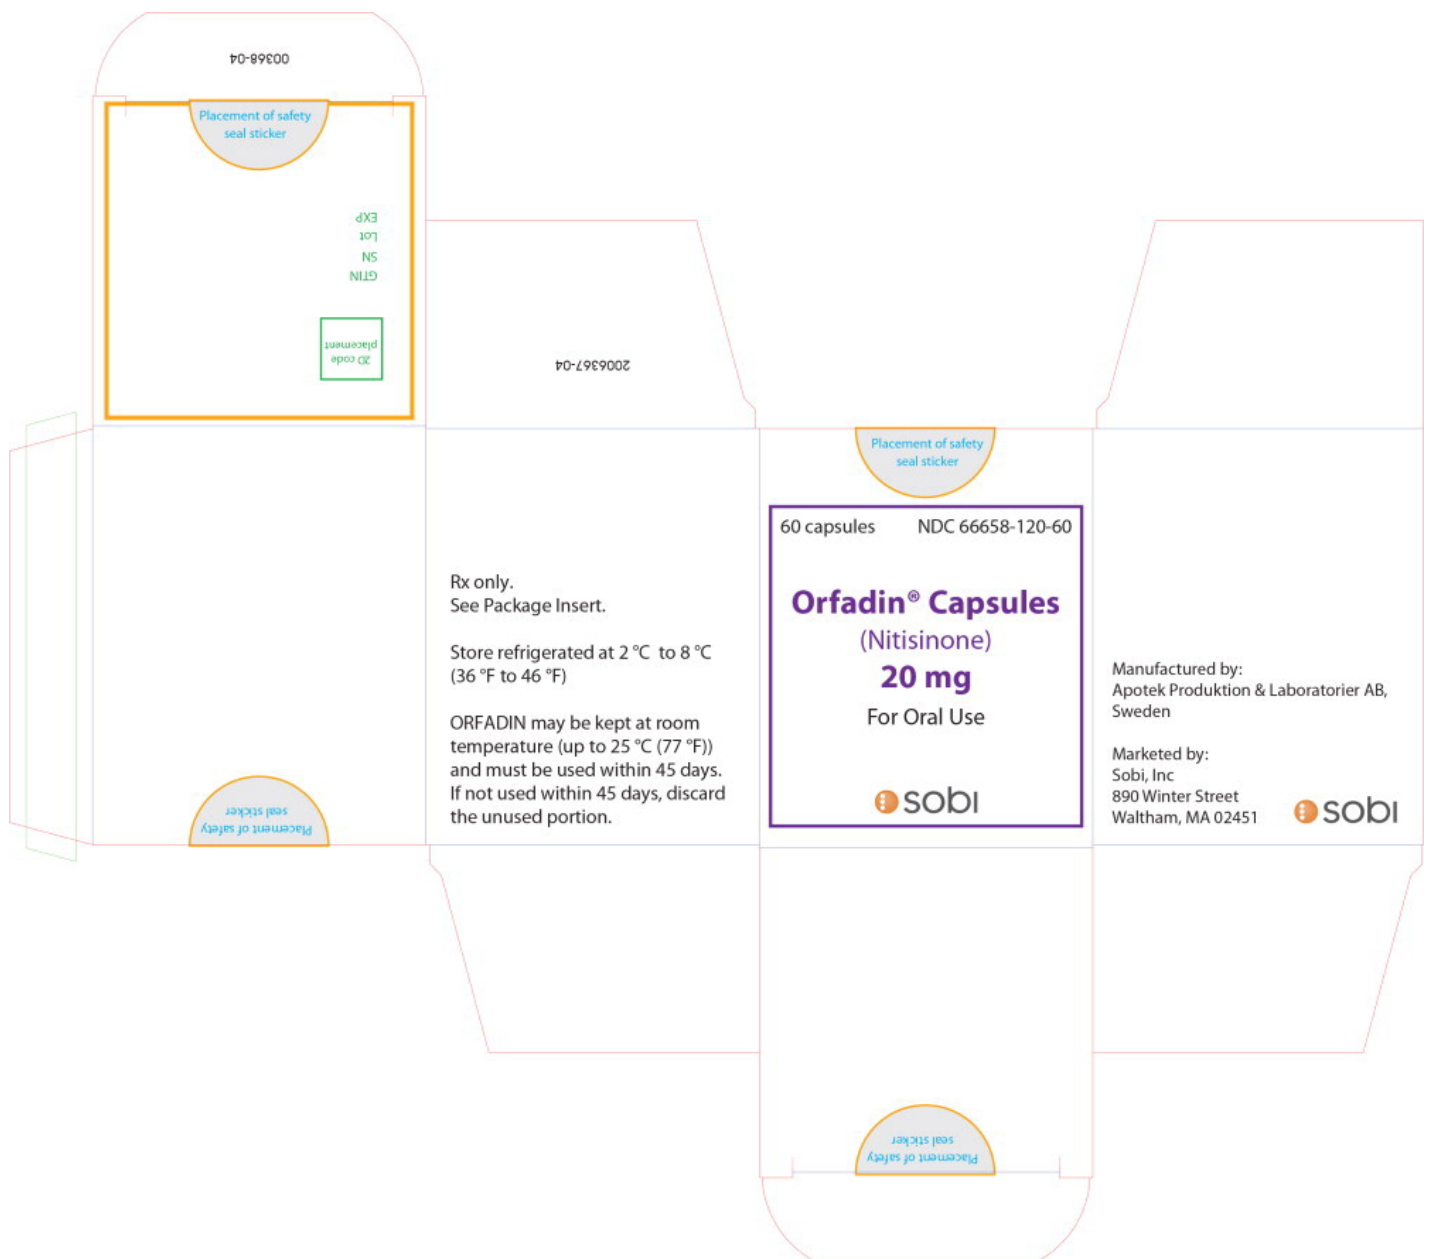 00368-04
Placement of safety
seal sticker
EXP
Lot
SN
GTIN
2D code
placement
2006367-04
Placement of safety
seal sticker
Rx only.
See Package Insert.
Store refrigerated at 2 °C to 8 °C
(36 °F to 46 °F)
ORFADIN may be kept at room
temperature (up to 25 °C (77 °F))
and must be used within 45 days.
If not used within 45 days, discard
the unused portion.
Placement of safety
seal sticker
60 capsules NDC 66658-120-60
Orfadin® Capsules
(Nitisinone)
20 mg
For Oral Use
sobi
Manufactured by:
Apotek Produktion & Laboratorier AB,
Sweden
Marketed by:
Sobi, Inc
890 Winter Street
Waltham, MA 02451
sobi
Placement of safety
seal sticker